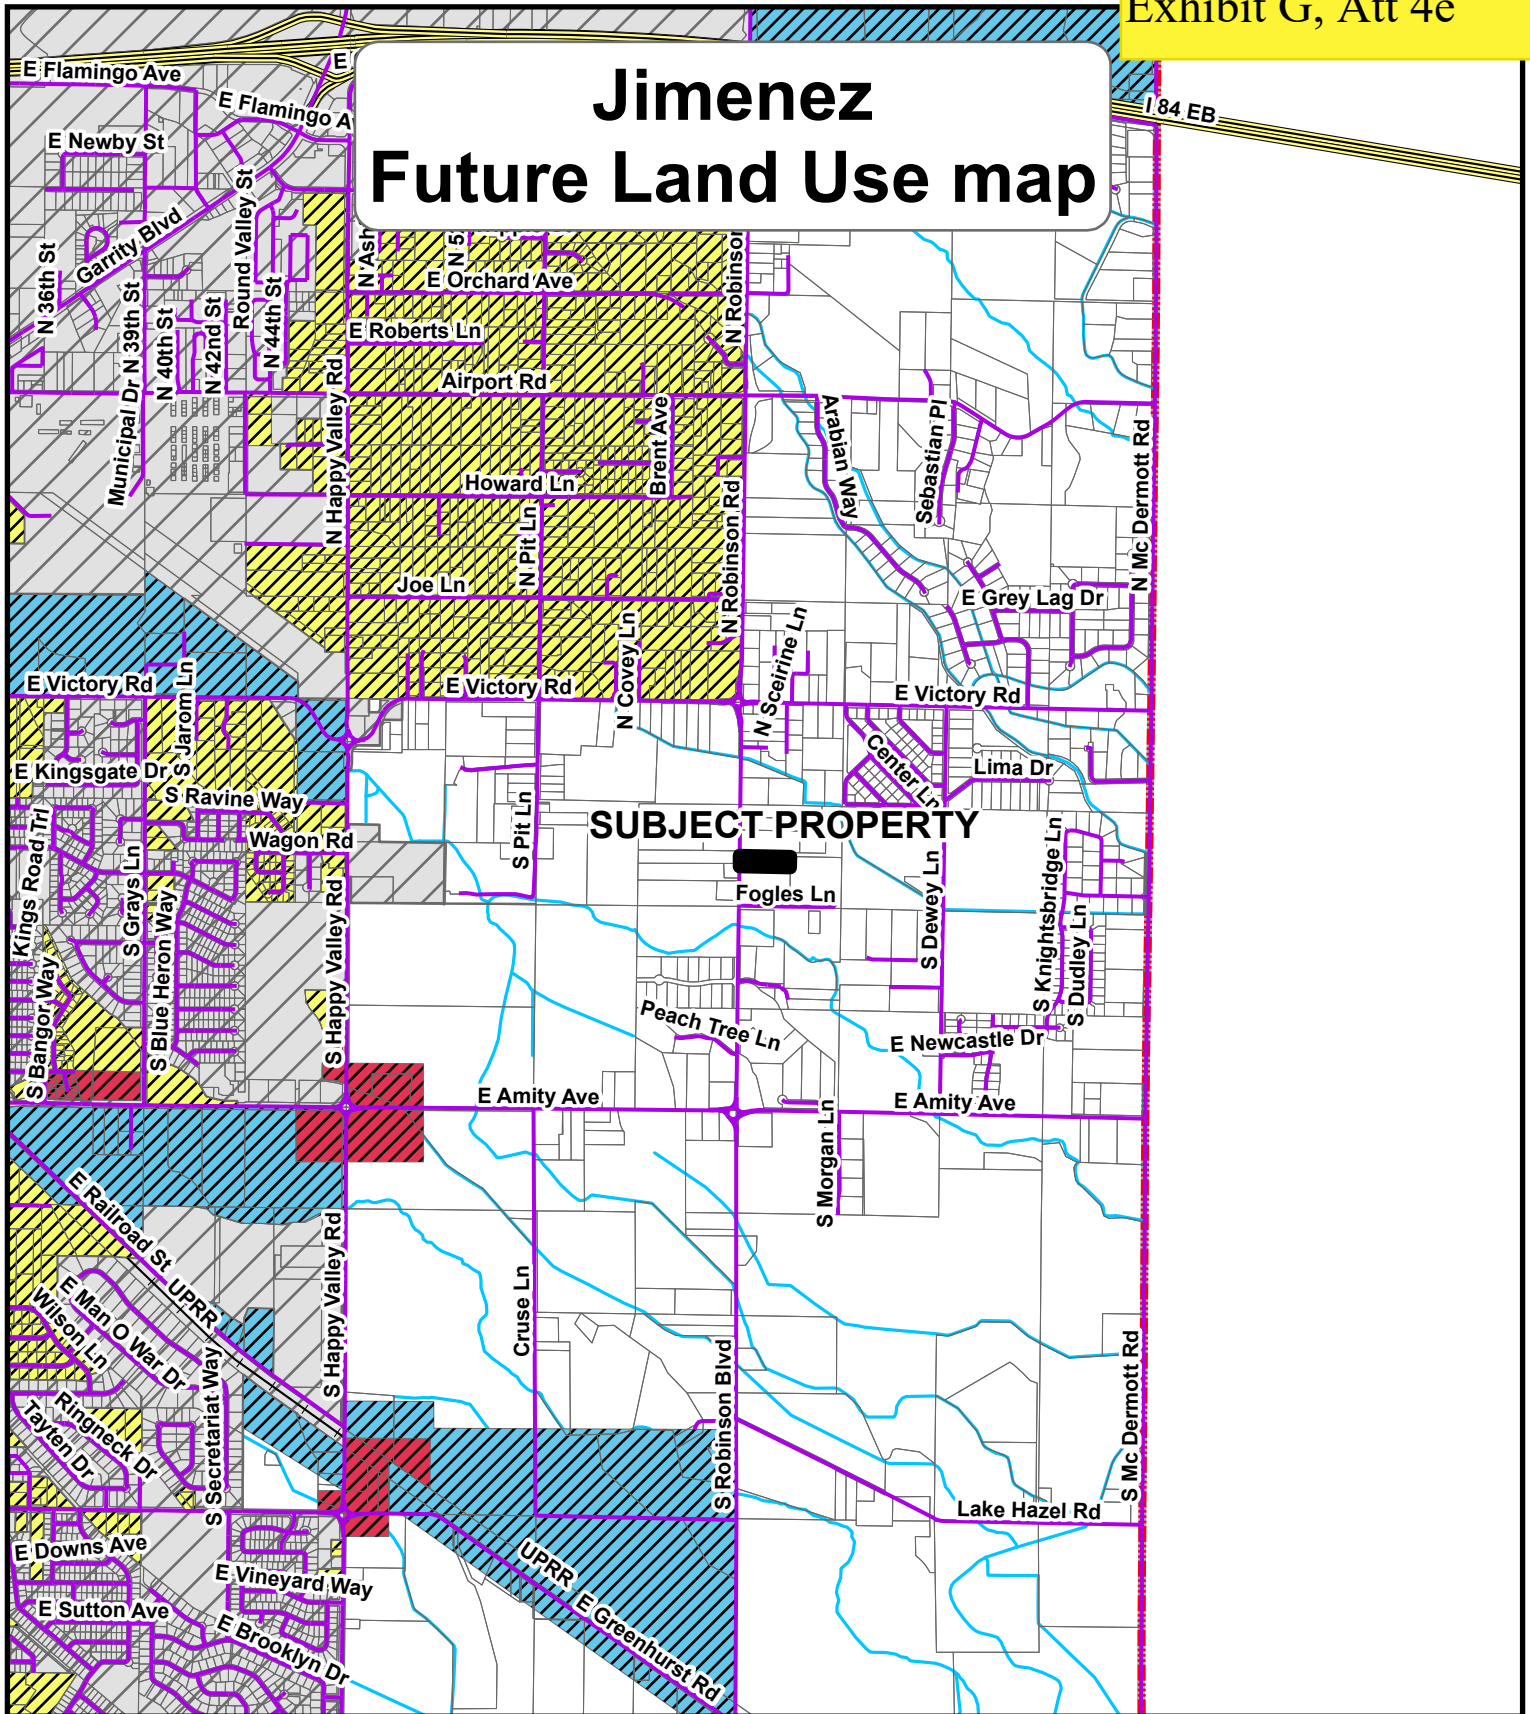 Exhibit G, Att 4e
Jimenez
Future Land Use map
E Flamingo Ave
E
E Flamingo Av
I 84 EB
E Newby St
Garrity Blvd
Round Valley St
N 36th St
N 39th St
N 40th St
N 42nd St
N 44th St
Municipal Dr
N Ash
N 5
E Orchard Ave
E Roberts Ln
Airport Rd
N Robinson
N Happy Valley Rd
Howard Ln
Brent Ave
N Pit Ln
Joe Ln
N Robinson Rd
Arabian Way
Sebastian Pl
N Mc Dermott Rd
E Grey Lag Dr
N Covey Ln
N Sceirine Ln
E Victory Rd
E Victory Rd
E Victory Rd
S Jarom Ln
E Kingsgate Dr
S Ravine Way
Wagon Rd
Center Ln
Lima Dr
S Pit Ln
SUBJECT PROPERTY
Fogles Ln
Kings Road Trl
S Grays Ln
S Blue Heron Way
S Bangor Way
S Happy Valley Rd
S Dewey Ln
S Knightsbridge Ln
S Dudley Ln
Peach Tree Ln
E Newcastle Dr
E Amity Ave
E Amity Ave
S Morgan Ln
E Railroad St
UPRR
E Man O War Dr
Wilson Ln
Ringneck Dr
Tayten Dr
S Secretariat Way
S Happy Valley Rd
Cruse Ln
S Robinson Blvd
S Mc Dermott Rd
Lake Hazel Rd
E Downs Ave
E Vineyard Way
E Sutton Ave
E Brooklyn Dr
UPRR
E Greenhurst Rd